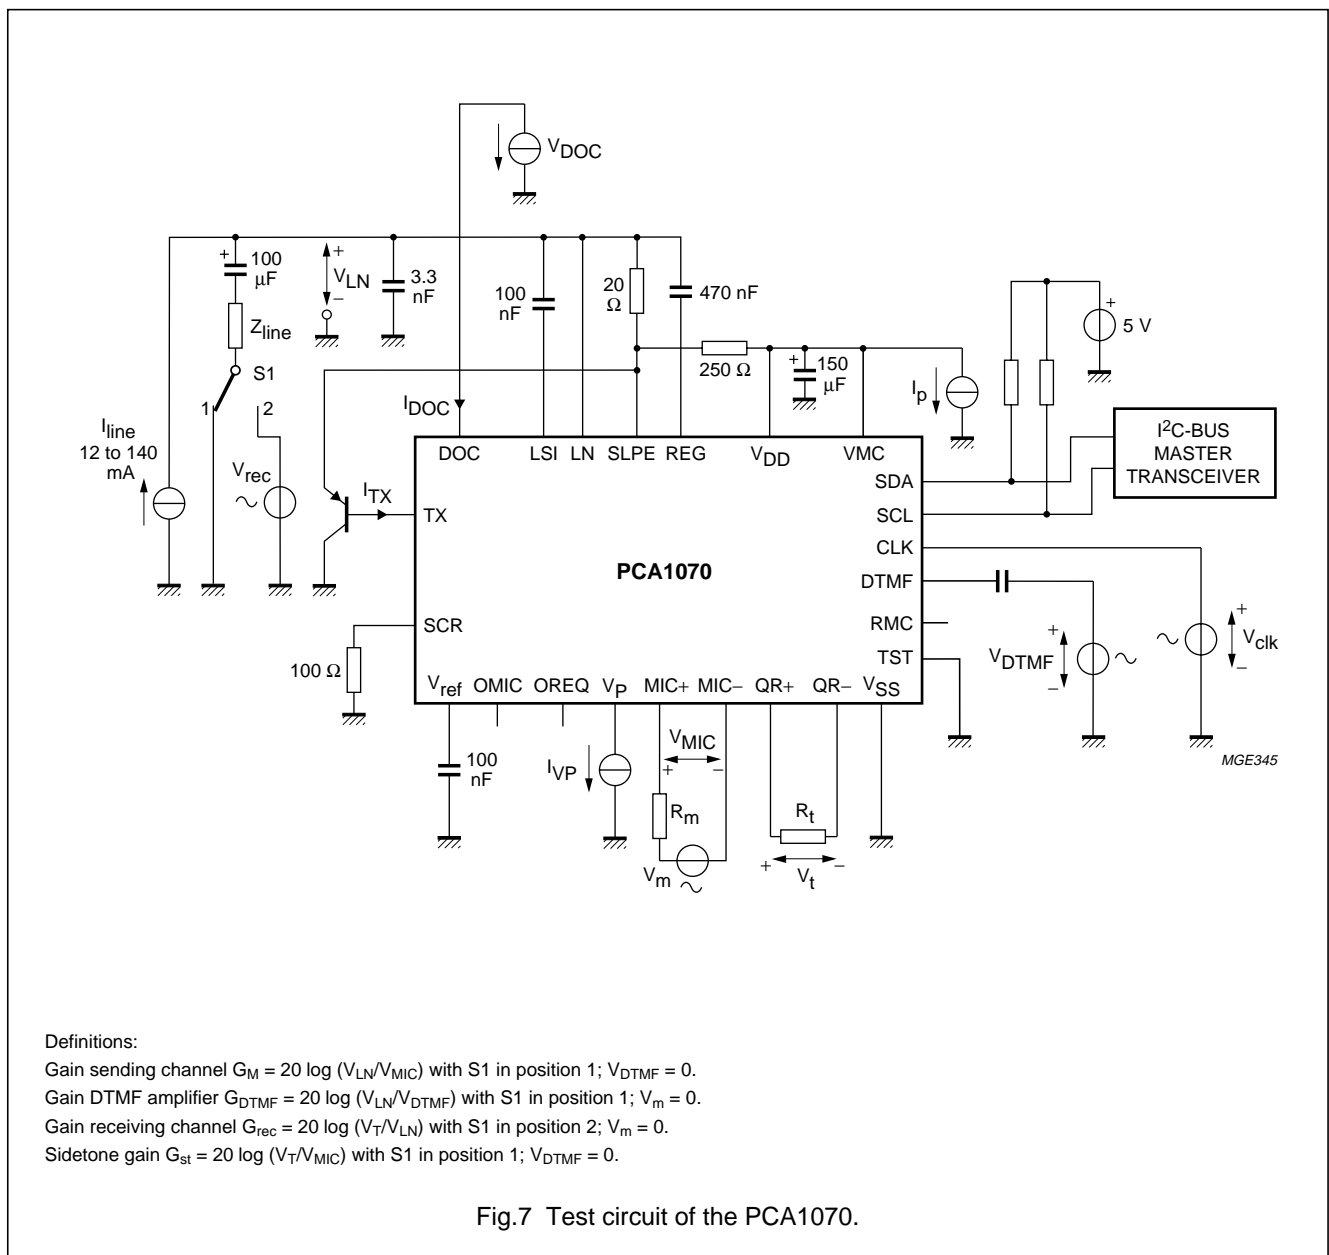 V_DOC
+ 100 µF
+ V_LN −
3.3 nF
100 nF
20 Ω
470 nF
Z_line
S1
1 2
250 Ω
+ 150 µF
I_p
+ 5 V
I_line 12 to 140 mA
V_rec
I_DOC
DOC LSI LN SLPE REG V_DD VMC
I²C-BUS
MASTER
TRANSCEIVER
I_TX
TX
SDA
SCL
CLK
PCA1070
DTMF
SCR
RMC
TST
100 Ω
+ V_DTMF −
+ V_clk −
V_ref OMIC OREQ V_P MIC+ MIC− QR+ QR− V_SS
100 nF
I_VP
V_MIC
+ −
R_m
R_t
V_m
+ −
V_t
MGE345
Definitions:
Gain sending channel G_M = 20 log (V_LN/V_MIC) with S1 in position 1; V_DTMF = 0.
Gain DTMF amplifier G_DTMF = 20 log (V_LN/V_DTMF) with S1 in position 1; V_m = 0.
Gain receiving channel G_rec = 20 log (V_T/V_LN) with S1 in position 2; V_m = 0.
Sidetone gain G_st = 20 log (V_T/V_MIC) with S1 in position 1; V_DTMF = 0.
Fig.7 Test circuit of the PCA1070.